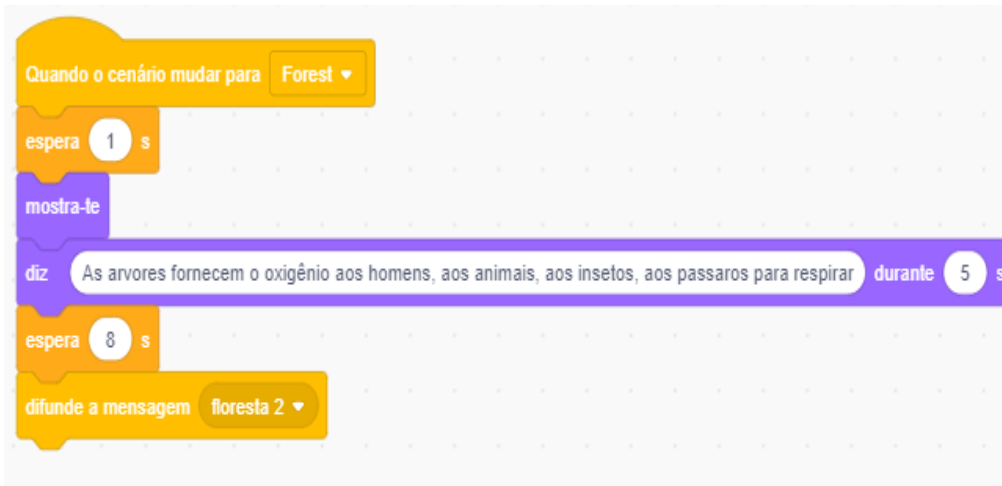 Quando o cenário mudar para Forest
espera 1 s
mostra-te
diz As arvores fornecem o oxigênio aos homens, aos animais, aos insetos, aos passaros para respirar durante 5 s
espera 8 s
difunde a mensagem floresta 2